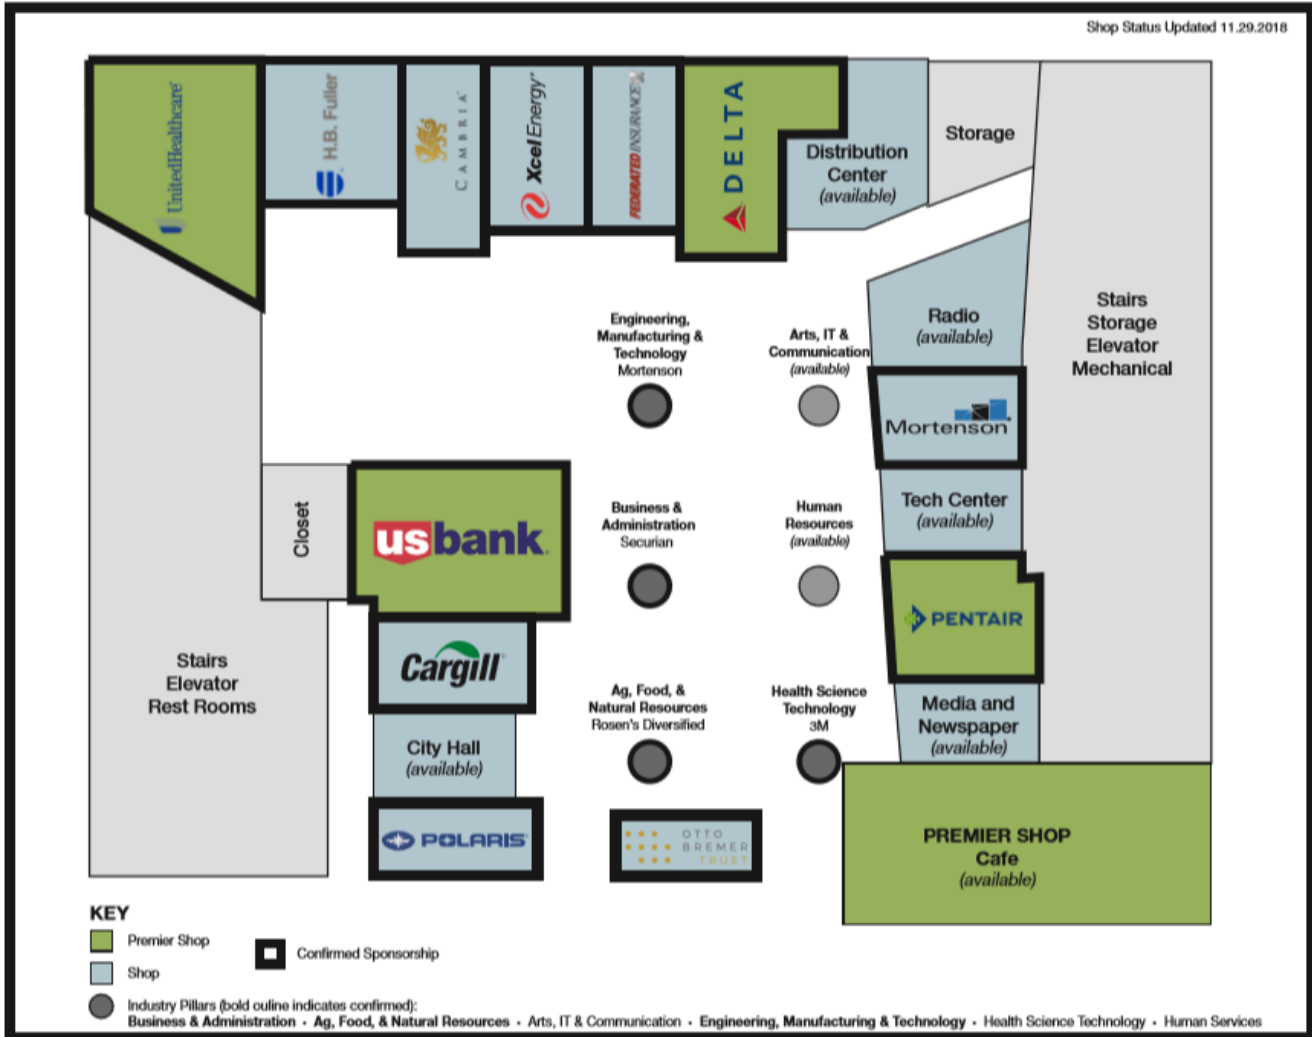 Shop Status Updated 11.29.2018
UnitedHealthcare
H.B. Fuller
CAMBRIA
Xcel Energy
FEDERATED INSURANCE
DELTA
Distribution
Center
(available)
Storage
Engineering,
Manufacturing &
Technology
Mortenson
Arts, IT &
Communication
(available)
Radio
(available)
Stairs
Storage
Elevator
Mechanical
Mortenson
Closet
usbank
Business &
Administration
Securian
Human
Resources
(available)
Tech Center
(available)
PENTAIR
Cargill
Stairs
Elevator
Rest Rooms
Ag, Food, &
Natural Resources
Rosen's Diversified
Health Science
Technology
3M
Media and
Newspaper
(available)
City Hall
(available)
POLARIS
OTTO
BREMER
TRUST
PREMIER SHOP
Cafe
(available)
KEY
Premier Shop
Confirmed Sponsorship
Shop
Industry Pillars (bold ouline indicates confirmed):
Business & Administration • Ag, Food, & Natural Resources • Arts, IT & Communication • Engineering, Manufacturing & Technology • Health Science Technology • Human Services